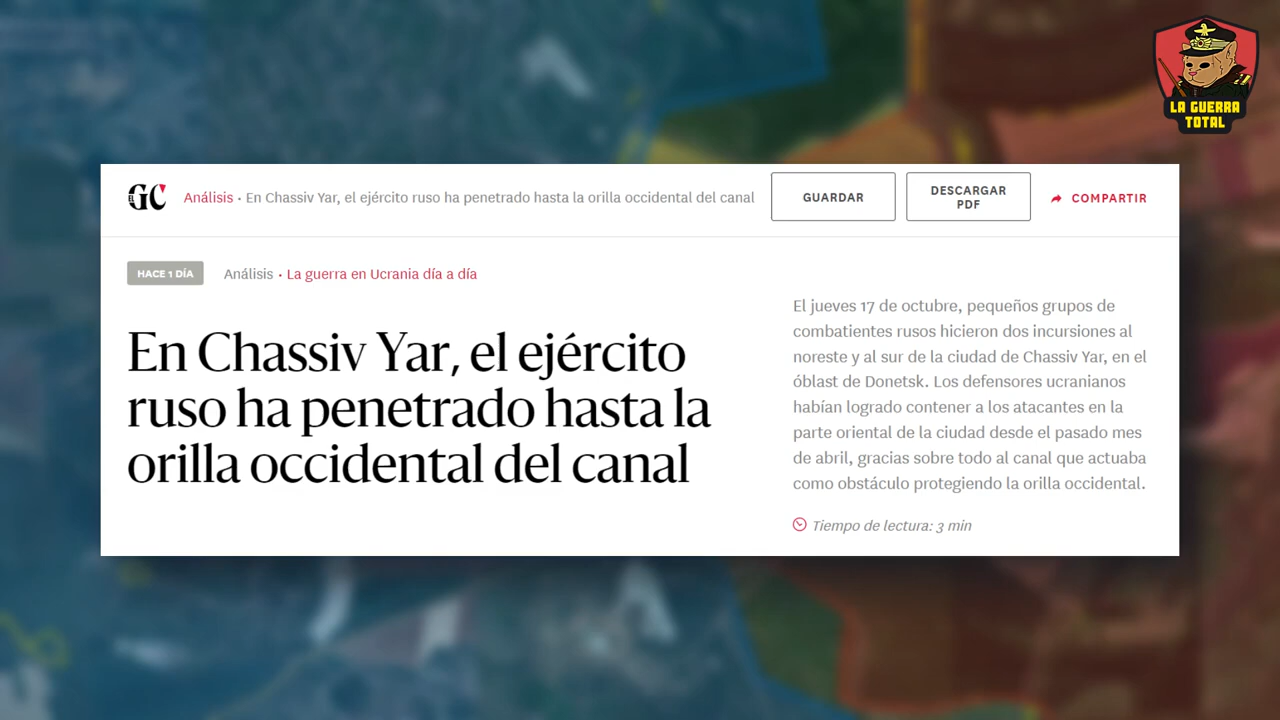 LA GUERRA
TOTAL
GC
Análisis • En Chassiv Yar, el ejército ruso ha penetrado hasta la orilla occidental del canal
GUARDAR
DESCARGAR
PDF
COMPARTIR
HACE 1 DÍA
Análisis • La guerra en Ucrania día a día
En Chassiv Yar, el ejército
ruso ha penetrado hasta la
orilla occidental del canal
El jueves 17 de octubre, pequeños grupos de
combatientes rusos hicieron dos incursiones al
noreste y al sur de la ciudad de Chassiv Yar, en el
óblast de Donetsk. Los defensores ucranianos
habían logrado contener a los atacantes en la
parte oriental de la ciudad desde el pasado mes
de abril, gracias sobre todo al canal que actuaba
como obstáculo protegiendo la orilla occidental.
Tiempo de lectura: 3 min